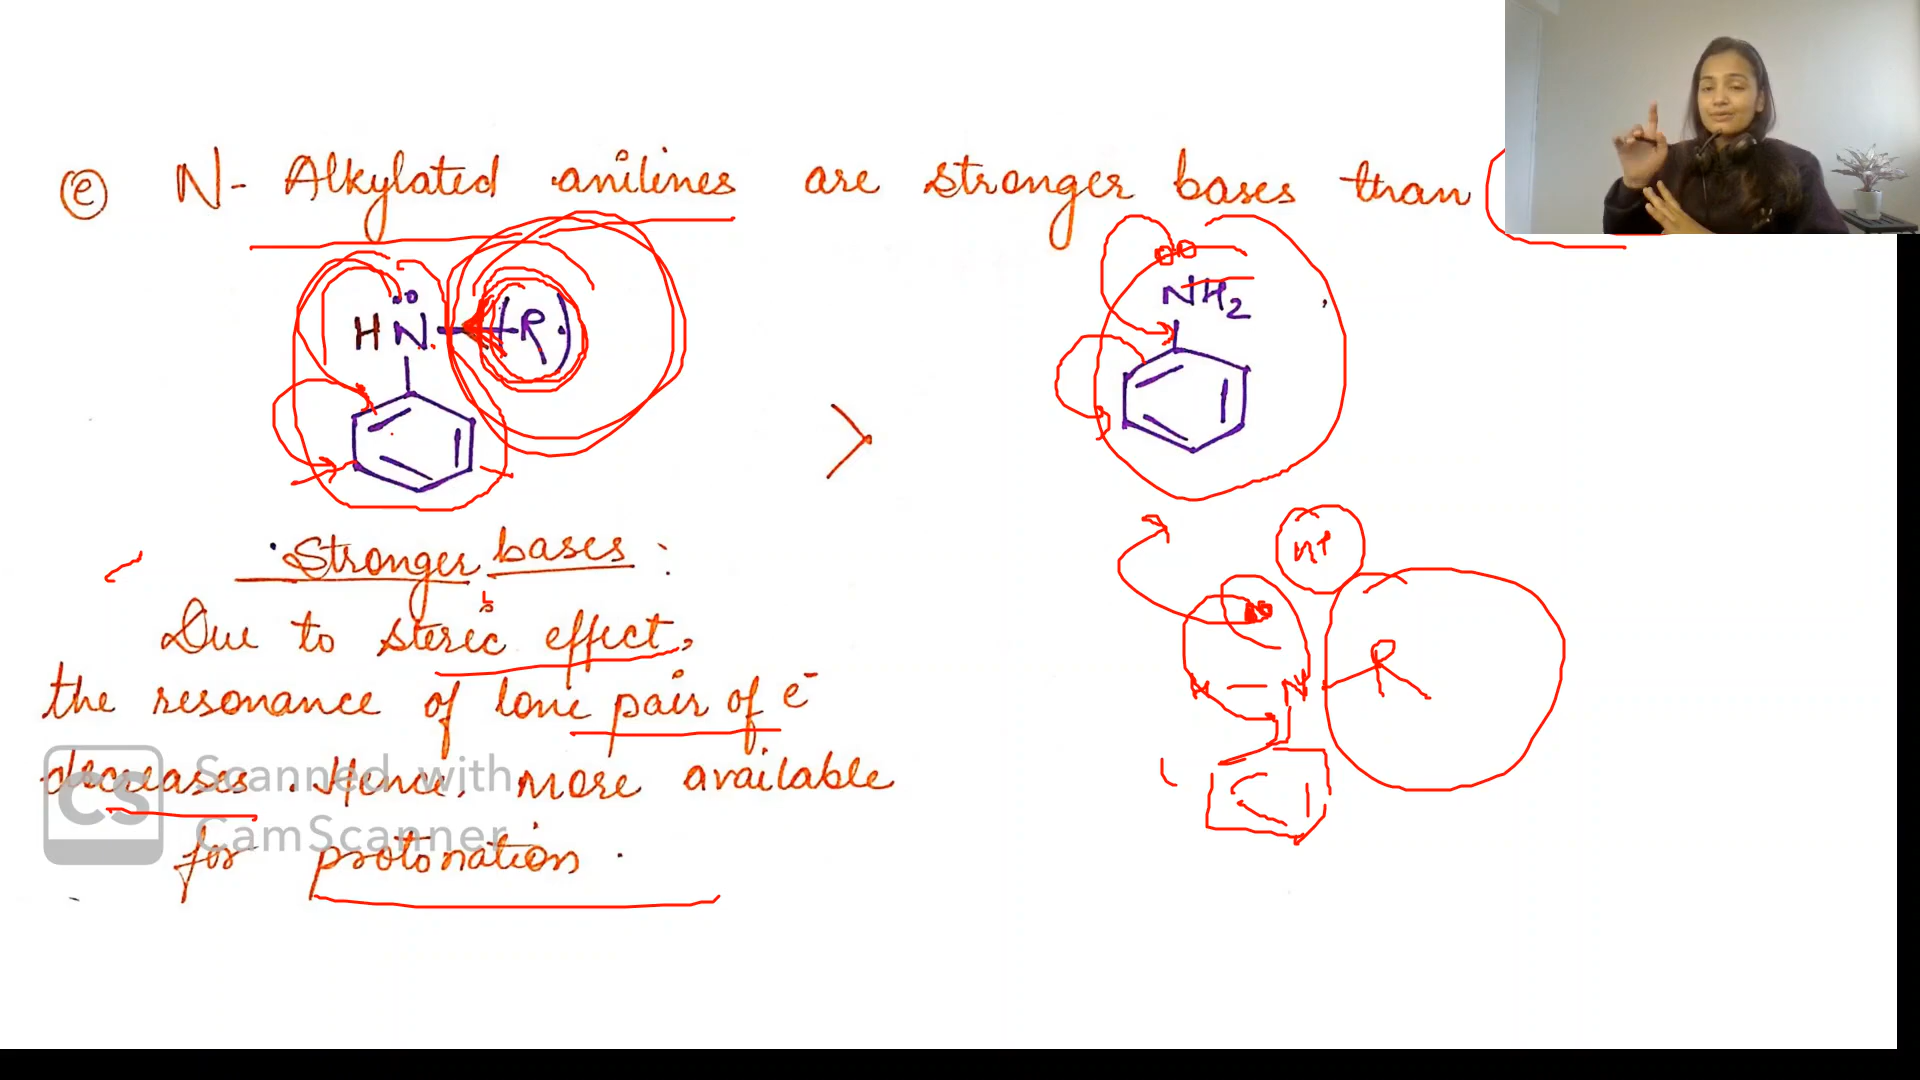 (e) N- Alkylated anilines are stronger bases than
H N (R)
NH2
>
Stronger bases :
H+
Due to steric effect,
N R
the resonance of lone pair of e-
decreases. Hence, more available
for protonation.
Scanned with
CS CamScanner